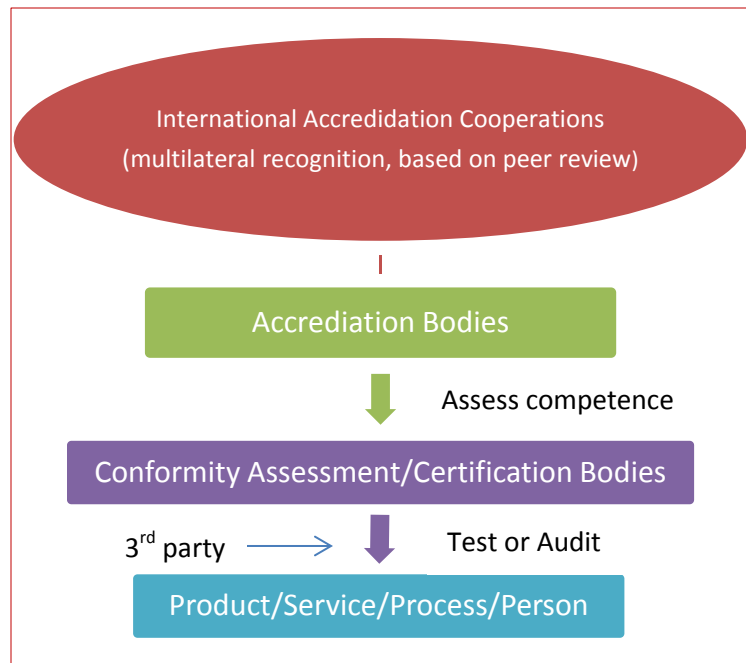 International Accredidation Cooperations
(multilateral recognition, based on peer review)
Accrediation Bodies
Assess competence
Conformity Assessment/Certification Bodies
3rd party
Test or Audit
Product/Service/Process/Person